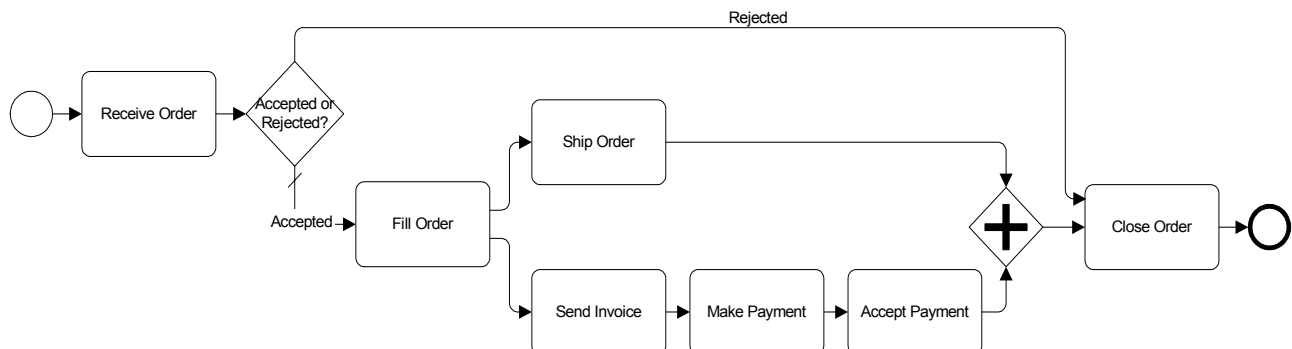 Rejected
Receive Order
Accepted or
Rejected?
Ship Order
Accepted
Fill Order
Close Order
Send Invoice
Make Payment
Accept Payment